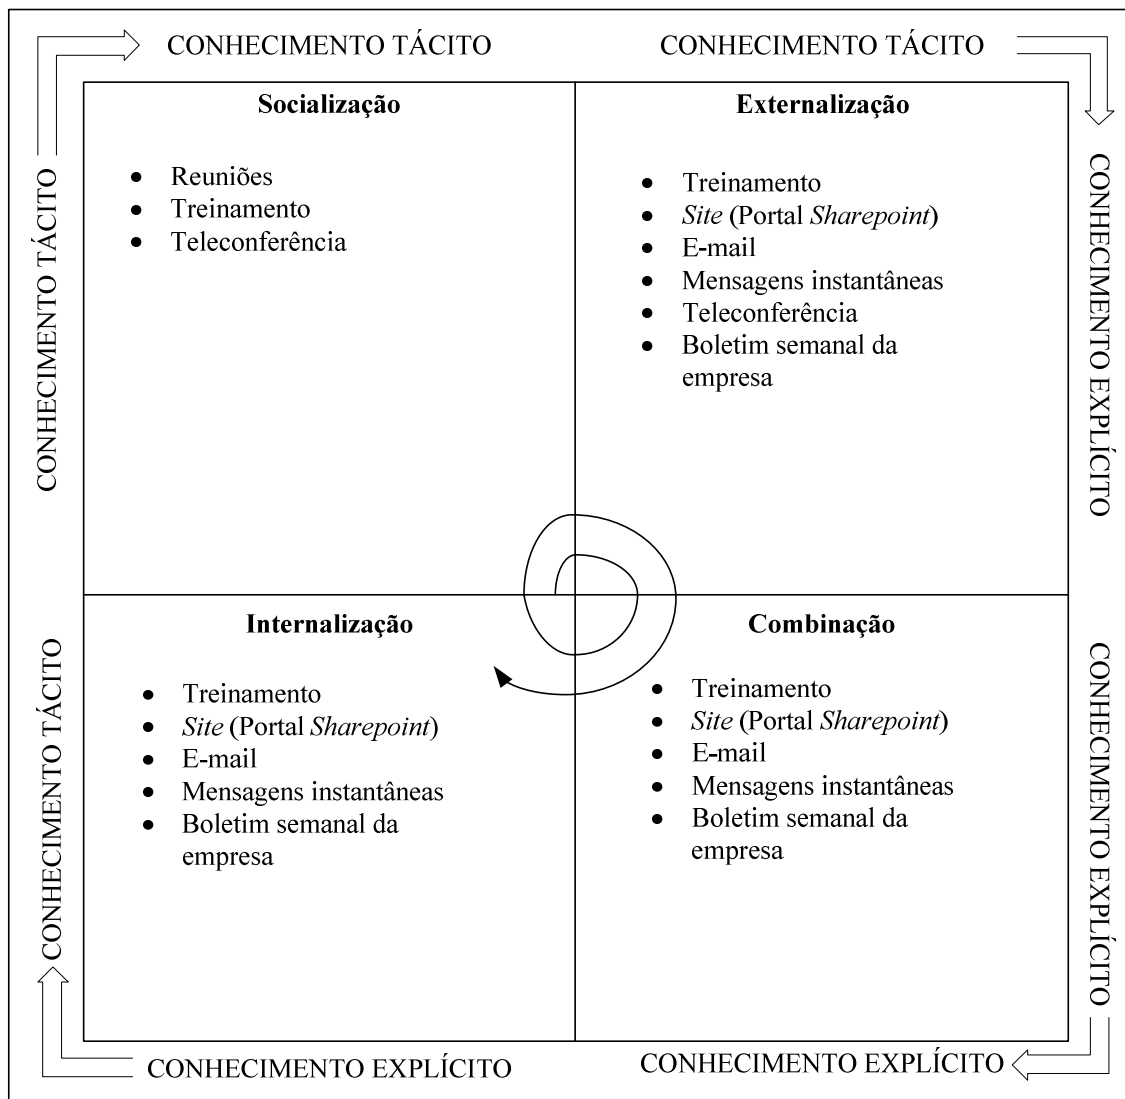 CONHECIMENTO TÁCITO
CONHECIMENTO TÁCITO
CONHECIMENTO TÁCITO
Socialização
• Reuniões
• Treinamento
• Teleconferência
Externalização
• Treinamento
• Site (Portal Sharepoint)
• E-mail
• Mensagens instantâneas
• Teleconferência
• Boletim semanal da
empresa
CONHECIMENTO EXPLÍCITO
CONHECIMENTO TÁCITO
Internalização
• Treinamento
• Site (Portal Sharepoint)
• E-mail
• Mensagens instantâneas
• Boletim semanal da
empresa
Combinação
• Treinamento
• Site (Portal Sharepoint)
• E-mail
• Mensagens instantâneas
• Boletim semanal da
empresa
CONHECIMENTO EXPLÍCITO
CONHECIMENTO EXPLÍCITO
CONHECIMENTO EXPLÍCITO